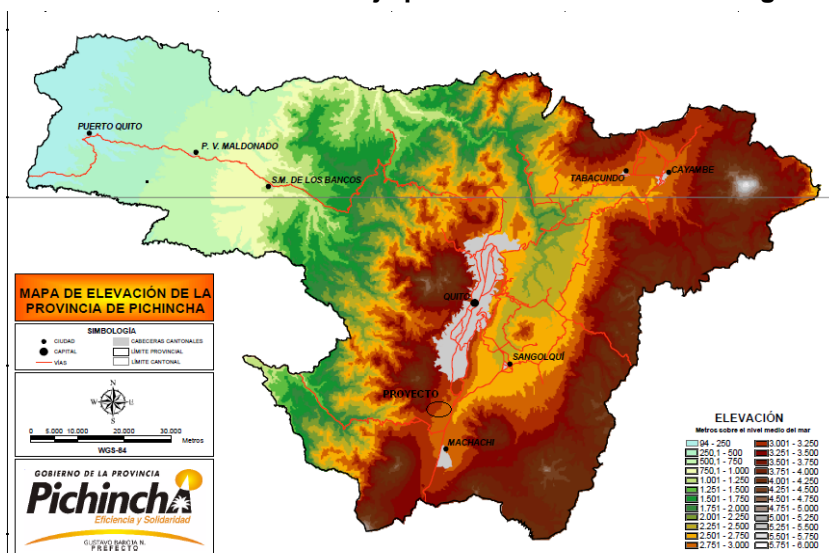 PUERTO QUITO
P. V. MALDONADO
S.M. DE LOS BANCOS
TABACUNDO
CAYAMBE
QUITO
SANGOLQUÍ
PROYECTO
MACHACHI
MAPA DE ELEVACIÓN DE LA
PROVINCIA DE PICHINCHA
SIMBOLOGÍA
CIUDAD
CAPITAL
VÍAS
CABECERAS CANTONALES
LÍMITE PROVINCIAL
LÍMITE CANTONAL
N
W
E
S
0 5.000 10.000 20.000 30.000
Metros
WGS-84
GOBIERNO DE LA PROVINCIA
Pichincha
Eficiencia y Solidaridad
GUSTAVO BAROJA N.
PREFECTO
ELEVACIÓN
Metros sobre el nivel medio del mar
94 - 250
250,1 - 500
500,1 - 750
750,1 - 1.000
1.001 - 1.250
1.251 - 1.500
1.501 - 1.750
1.751 - 2.000
2.001 - 2.250
2.251 - 2.500
2.501 - 2.750
2.751 - 3.000
3.001 - 3.250
3.251 - 3.500
3.501 - 3.750
3.751 - 4.000
4.001 - 4.250
4.251 - 4.500
4.501 - 4.750
4.751 - 5.000
5.001 - 5.250
5.251 - 5.500
5.501 - 5.750
5.751 - 6.000